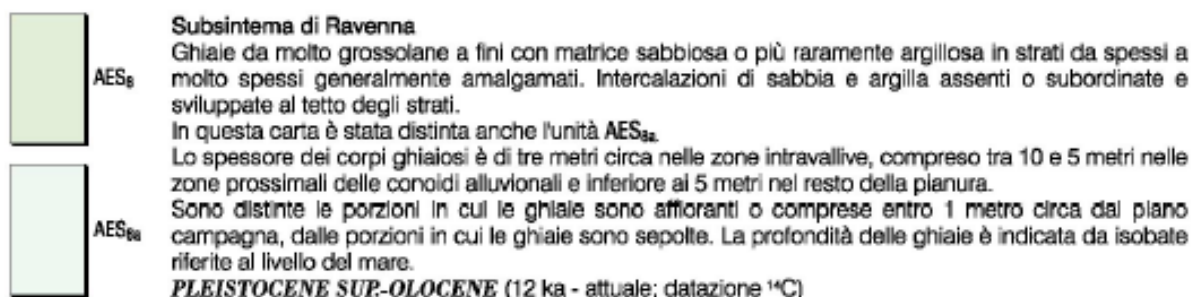 Subsintema di Ravenna
Ghiaie da molto grossolane a fini con matrice sabbiosa o più raramente argillosa in strati da spessi a
AES₈ molto spessi generalmente amalgamati. Intercalazioni di sabbia e argilla assenti o subordinate e
sviluppate al tetto degli strati.
In questa carta è stata distinta anche l'unità AES₈ₐ.
Lo spessore dei corpi ghiaiosi è di tre metri circa nelle zone intravallive, compreso tra 10 e 5 metri nelle
zone prossimali delle conoidi alluvionali e inferiore ai 5 metri nel resto della pianura.
Sono distinte le porzioni in cui le ghiaie sono affioranti o comprese entro 1 metro circa dal piano
AES₈ₐ campagna, dalle porzioni in cui le ghiaie sono sepolte. La profondità delle ghiaie è indicata da isobate
riferite al livello del mare.
PLEISTOCENE SUP.-OLOCENE (12 ka - attuale; datazione ¹⁴C)